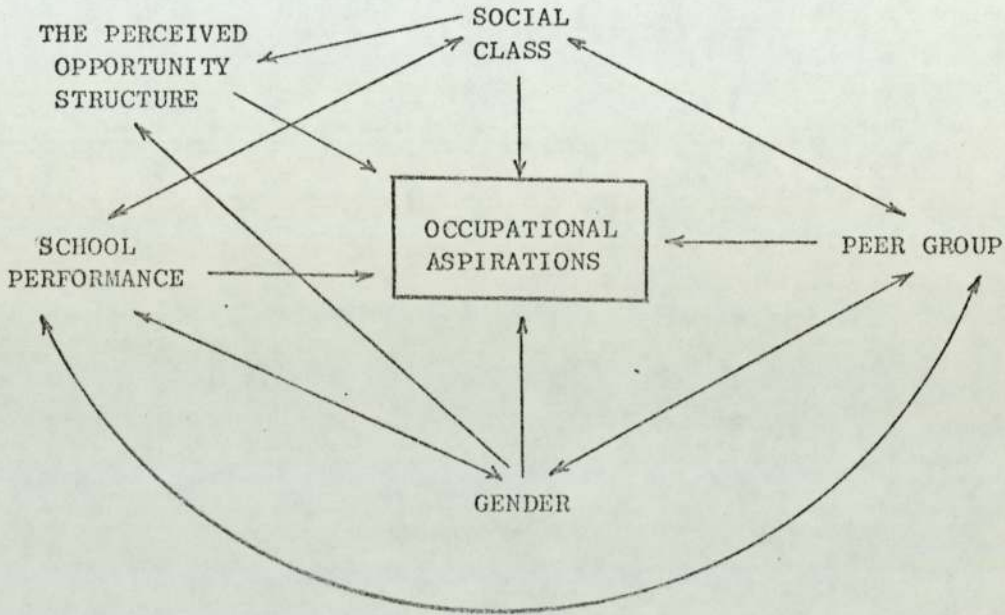 SOCIAL
CLASS
THE PERCEIVED
OPPORTUNITY
STRUCTURE
OCCUPATIONAL
ASPIRATIONS
SCHOOL
PERFORMANCE
PEER GROUP
GENDER